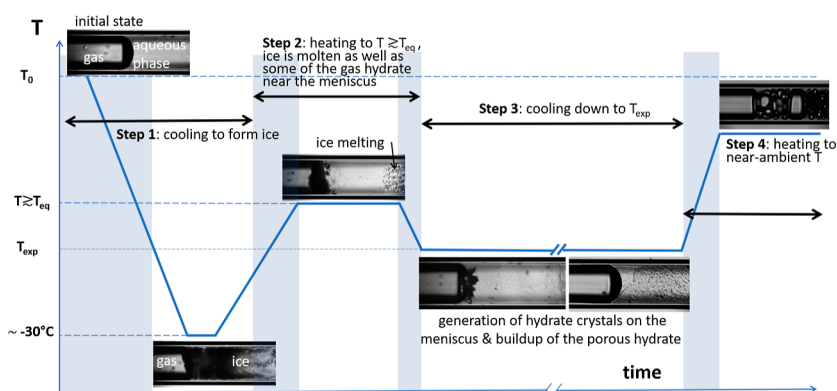 initial state
T
gas
aqueous
phase
T₀
Step 1: cooling to form ice
Step 2: heating to T ≳Teq ,
ice is molten as well as
some of the gas hydrate
near the meniscus
ice melting
Step 3: cooling down to Texp
Step 4: heating to
near-ambient T
T≳Teq
Texp
~ -30°C
gas
ice
generation of hydrate crystals on the
meniscus & buildup of the porous hydrate
time